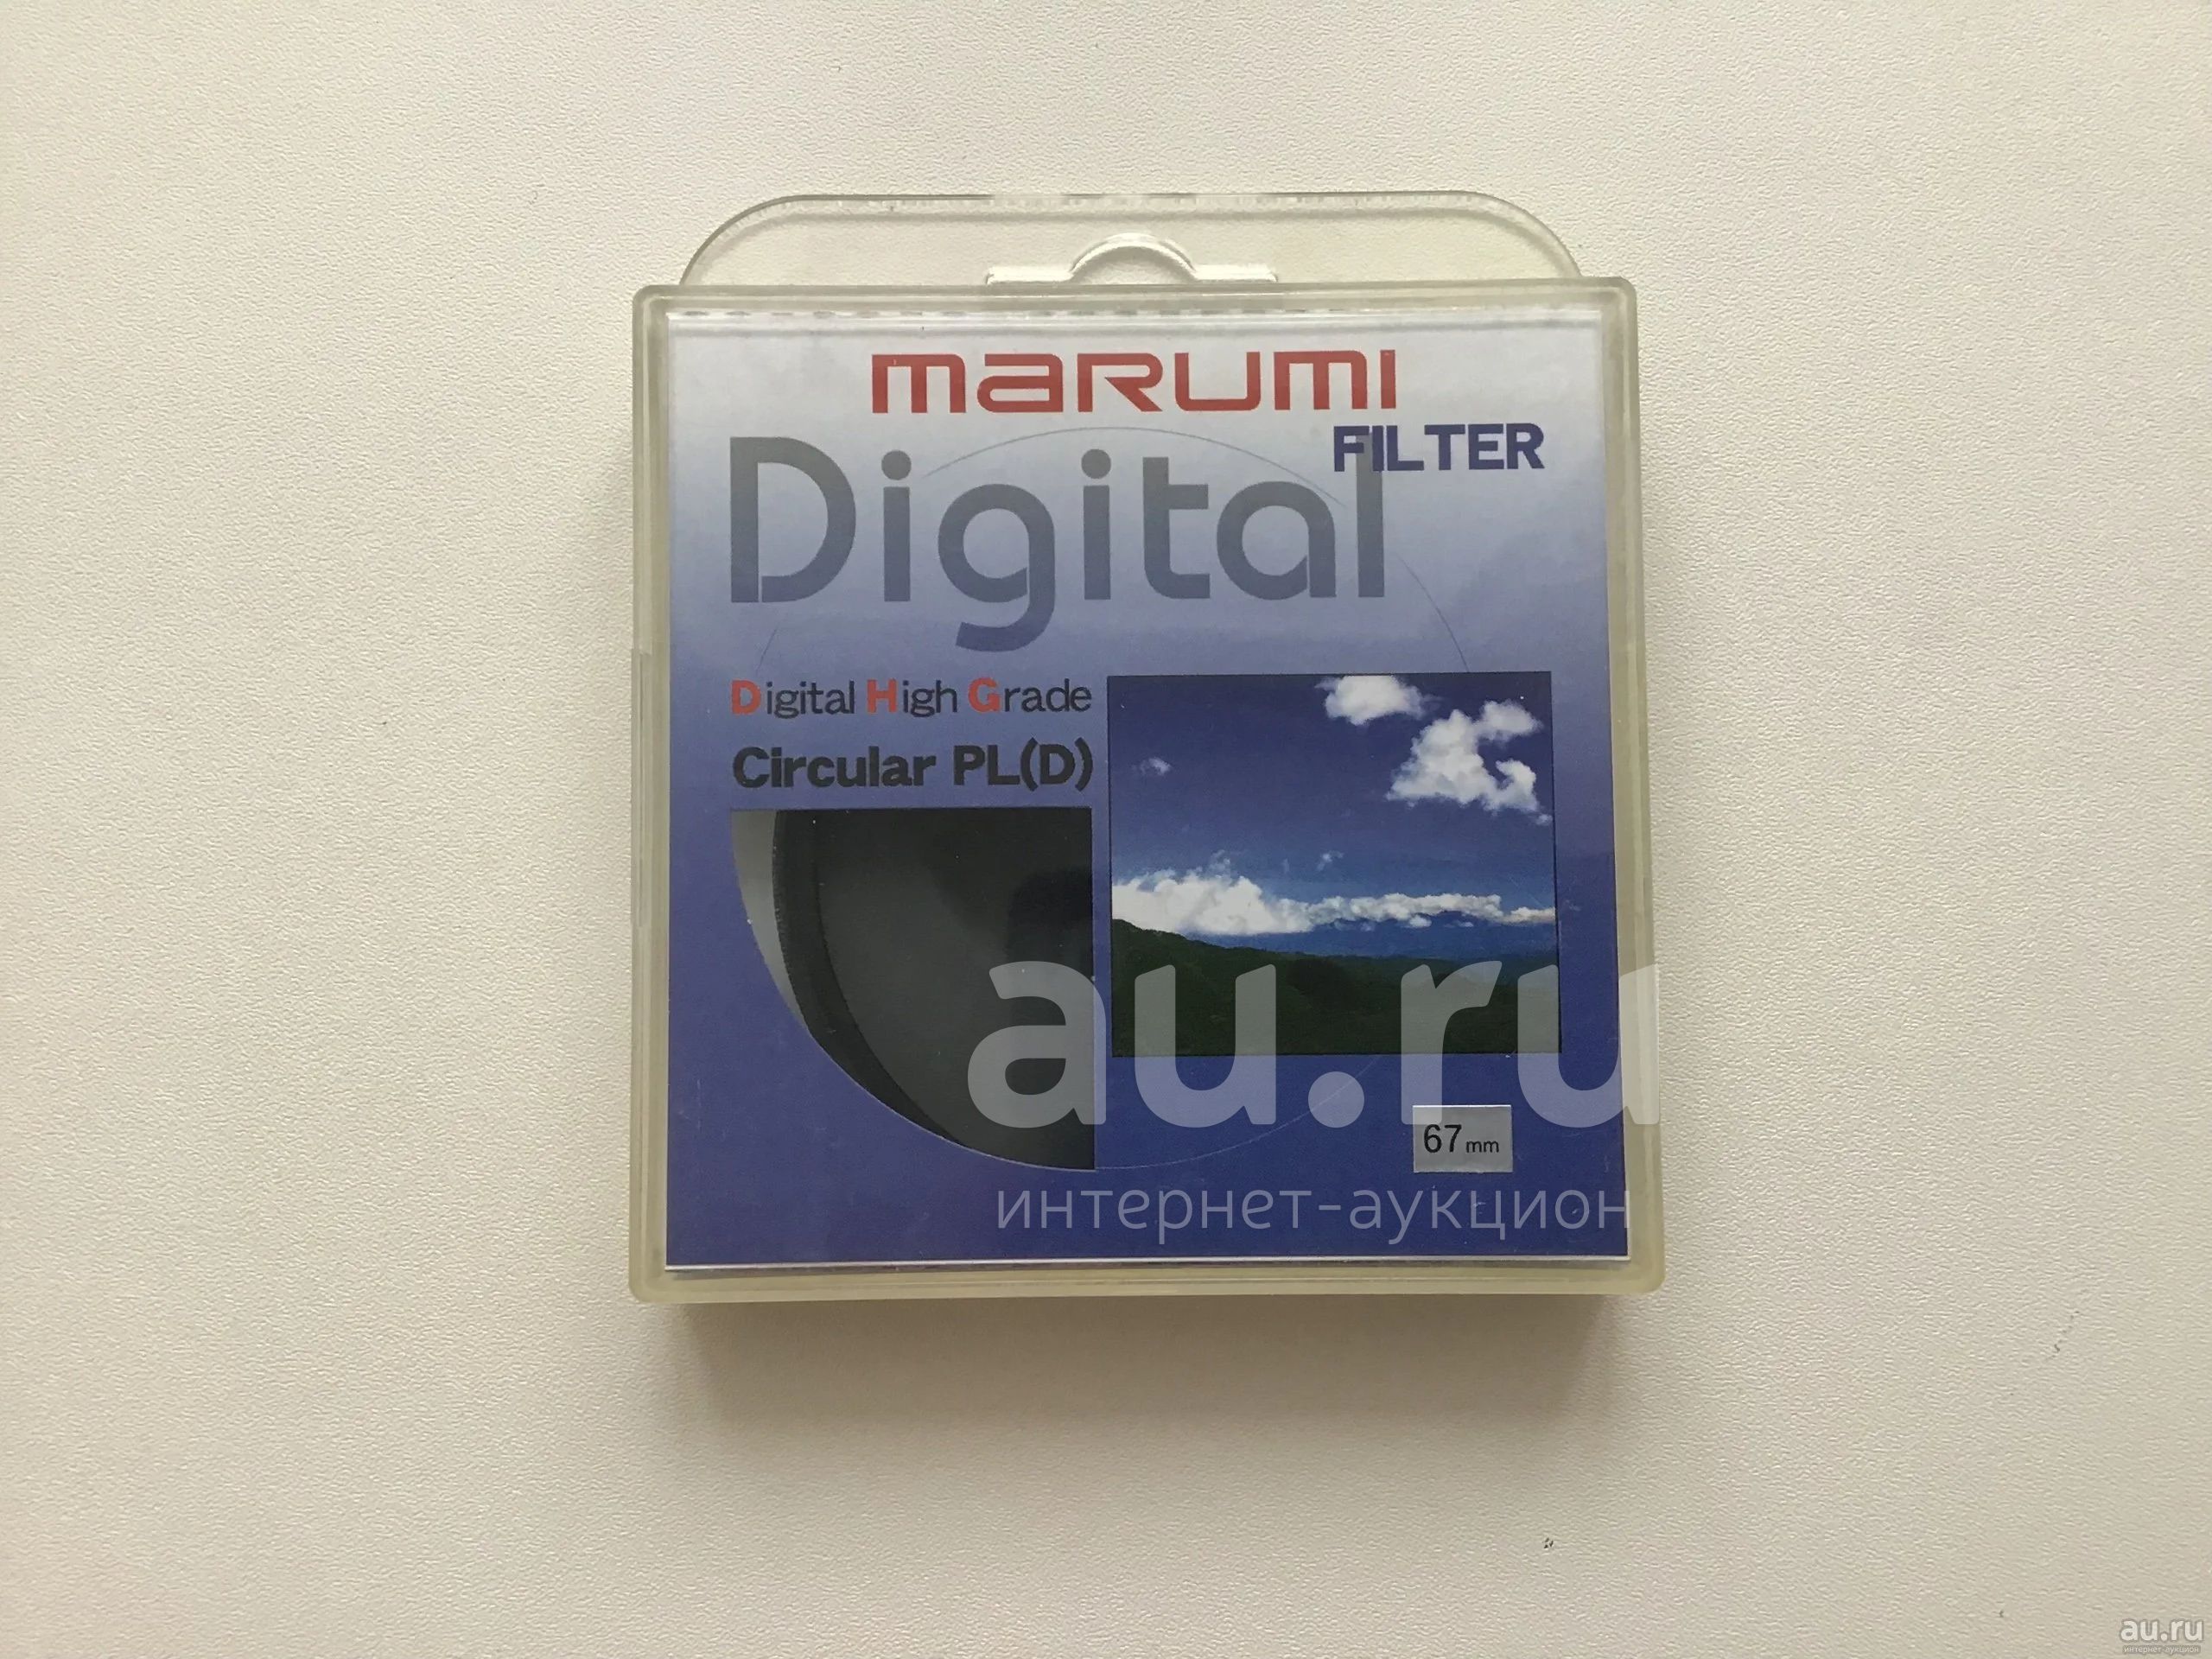 marumi
FILTER
Digital
Digital High Grade
Circular PL(D)
au.ru
67mm
интернет-аукцион
au.ru
интернет-аукцион